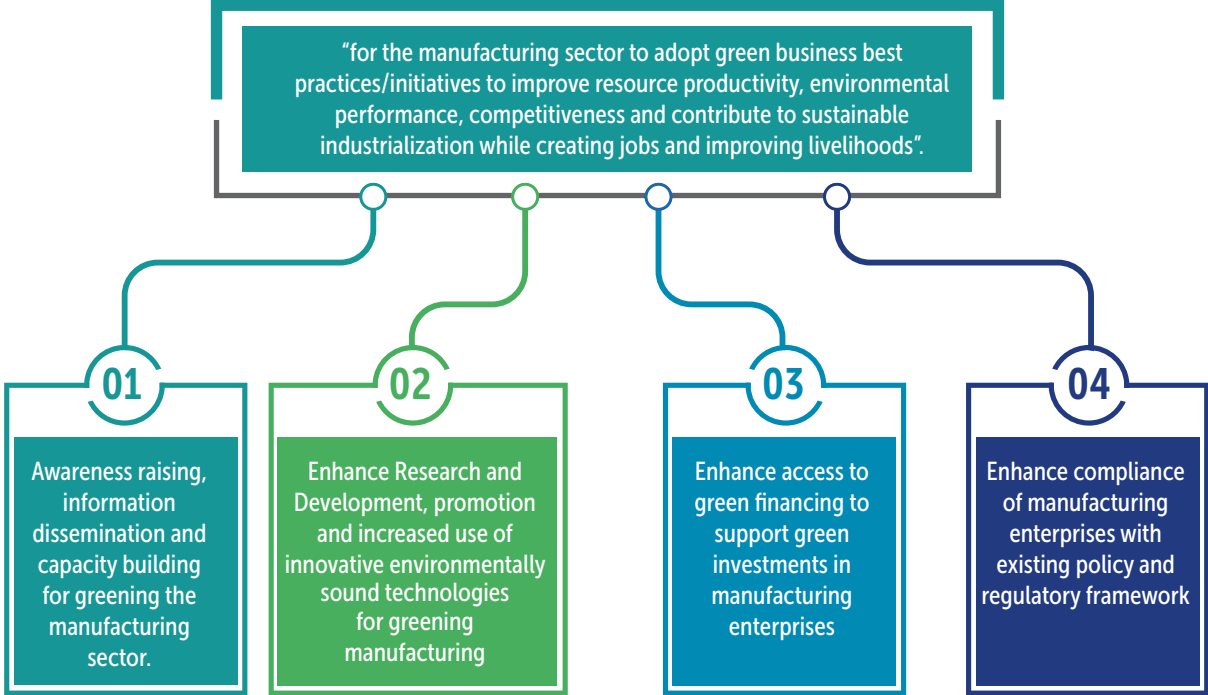 “for the manufacturing sector to adopt green business best
practices/initiatives to improve resource productivity, environmental
performance, competitiveness and contribute to sustainable
industrialization while creating jobs and improving livelihoods”.
01
Awareness raising,
information
dissemination and
capacity building
for greening the
manufacturing
sector.
02
Enhance Research and
Development, promotion
and increased use of
innovative environmentally
sound technologies
for greening
manufacturing
03
Enhance access to
green financing to
support green
investments in
manufacturing
enterprises
04
Enhance compliance
of manufacturing
enterprises with
existing policy and
regulatory framework